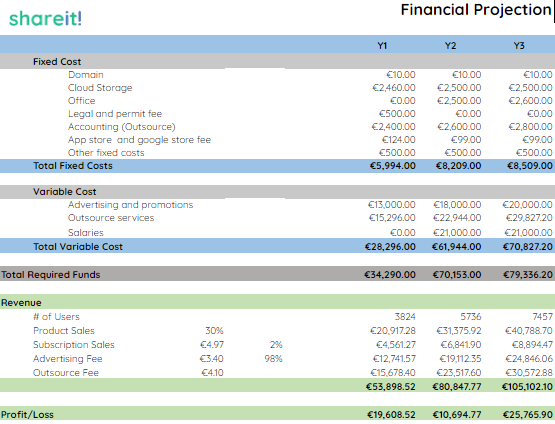 shareit!
Financial Projection
Y1 Y2 Y3
Fixed Cost
Domain €10.00 €10.00 €10.00
Cloud Storage €2,460.00 €2,500.00 €2,500.00
Office €0.00 €2,500.00 €2,600.00
Legal and permit fee €500.00 €0.00 €0.00
Accounting (Outsource) €2,400.00 €2,600.00 €2,800.00
App store and google store fee €124.00 €99.00 €99.00
Other fixed costs €500.00 €500.00 €500.00
Total Fixed Costs €5,994.00 €8,209.00 €8,509.00
Variable Cost
Advertising and promotions €13,000.00 €18,000.00 €20,000.00
Outsource services €15,296.00 €22,944.00 €29,827.20
Salaries €0.00 €21,000.00 €21,000.00
Total Variable Cost €28,296.00 €61,944.00 €70,827.20
Total Required Funds €34,290.00 €70,153.00 €79,336.20
Revenue
# of Users 3824 5736 7457
Product Sales 30% €20,917.28 €31,375.92 €40,788.70
Subscription Sales €4.97 2% €4,561.27 €6,841.90 €8,894.47
Advertising Fee €3.40 98% €12,741.57 €19,112.35 €24,846.06
Outsource Fee €4.10 €15,678.40 €23,517.60 €30,572.88
€53,898.52 €80,847.77 €105,102.10
Profit/Loss €19,608.52 €10,694.77 €25,765.90